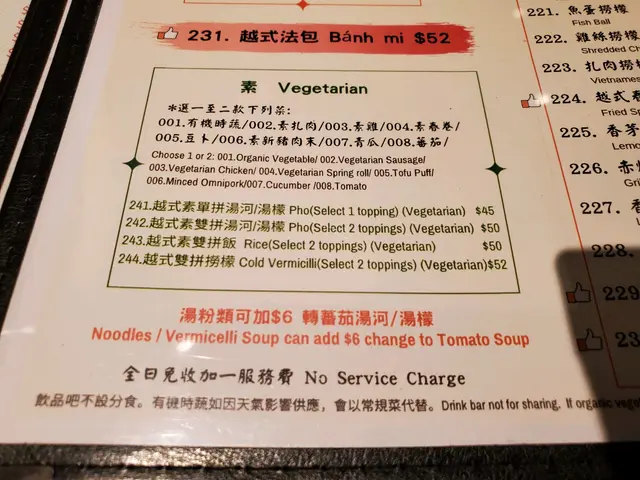 231. 越式法包 Bánh mi $52
素 Vegetarian
*選一至二款下列菜:
001.有機時蔬/002.素扎肉/003.素雞/004.素春卷/
005.豆卜/006.素新豬肉末/007.青瓜/008.蕃茄/
Choose 1 or 2: 001.Organic Vegetable/ 002.Vegetarian Sausage/
003.Vegetarian Chicken/ 004.Vegetarian Spring roll/ 005.Tofu Puff/
006.Minced Omnipork/007.Cucumber /008.Tomato
241.越式素單拼湯河/湯檬 Pho(Select 1 topping) (Vegetarian) $45
242.越式素雙拼湯河/湯檬 Pho(Select 2 toppings) (Vegetarian) $50
243.越式素雙拼飯 Rice(Select 2 toppings) (Vegetarian) $50
244.越式雙拼撈檬 Cold Vermicilli(Select 2 toppings) (Vegetarian)$52
湯粉類可加$6 轉蕃茄湯河/湯檬
Noodles / Vermicelli Soup can add $6 change to Tomato Soup
全日免收加一服務費 No Service Charge
飲品吧不設分食。有機時蔬如因天氣影響供應，會以常規菜代替。Drink bar not for sharing. If organic
221. 魚蛋撈檬
Fish Ball
222. 雞絲撈檬
Shredded
223. 扎肉撈
Vietnames
224. 越式
Fried
225. 香茅
Lemo
226.
227.
228.
229
23